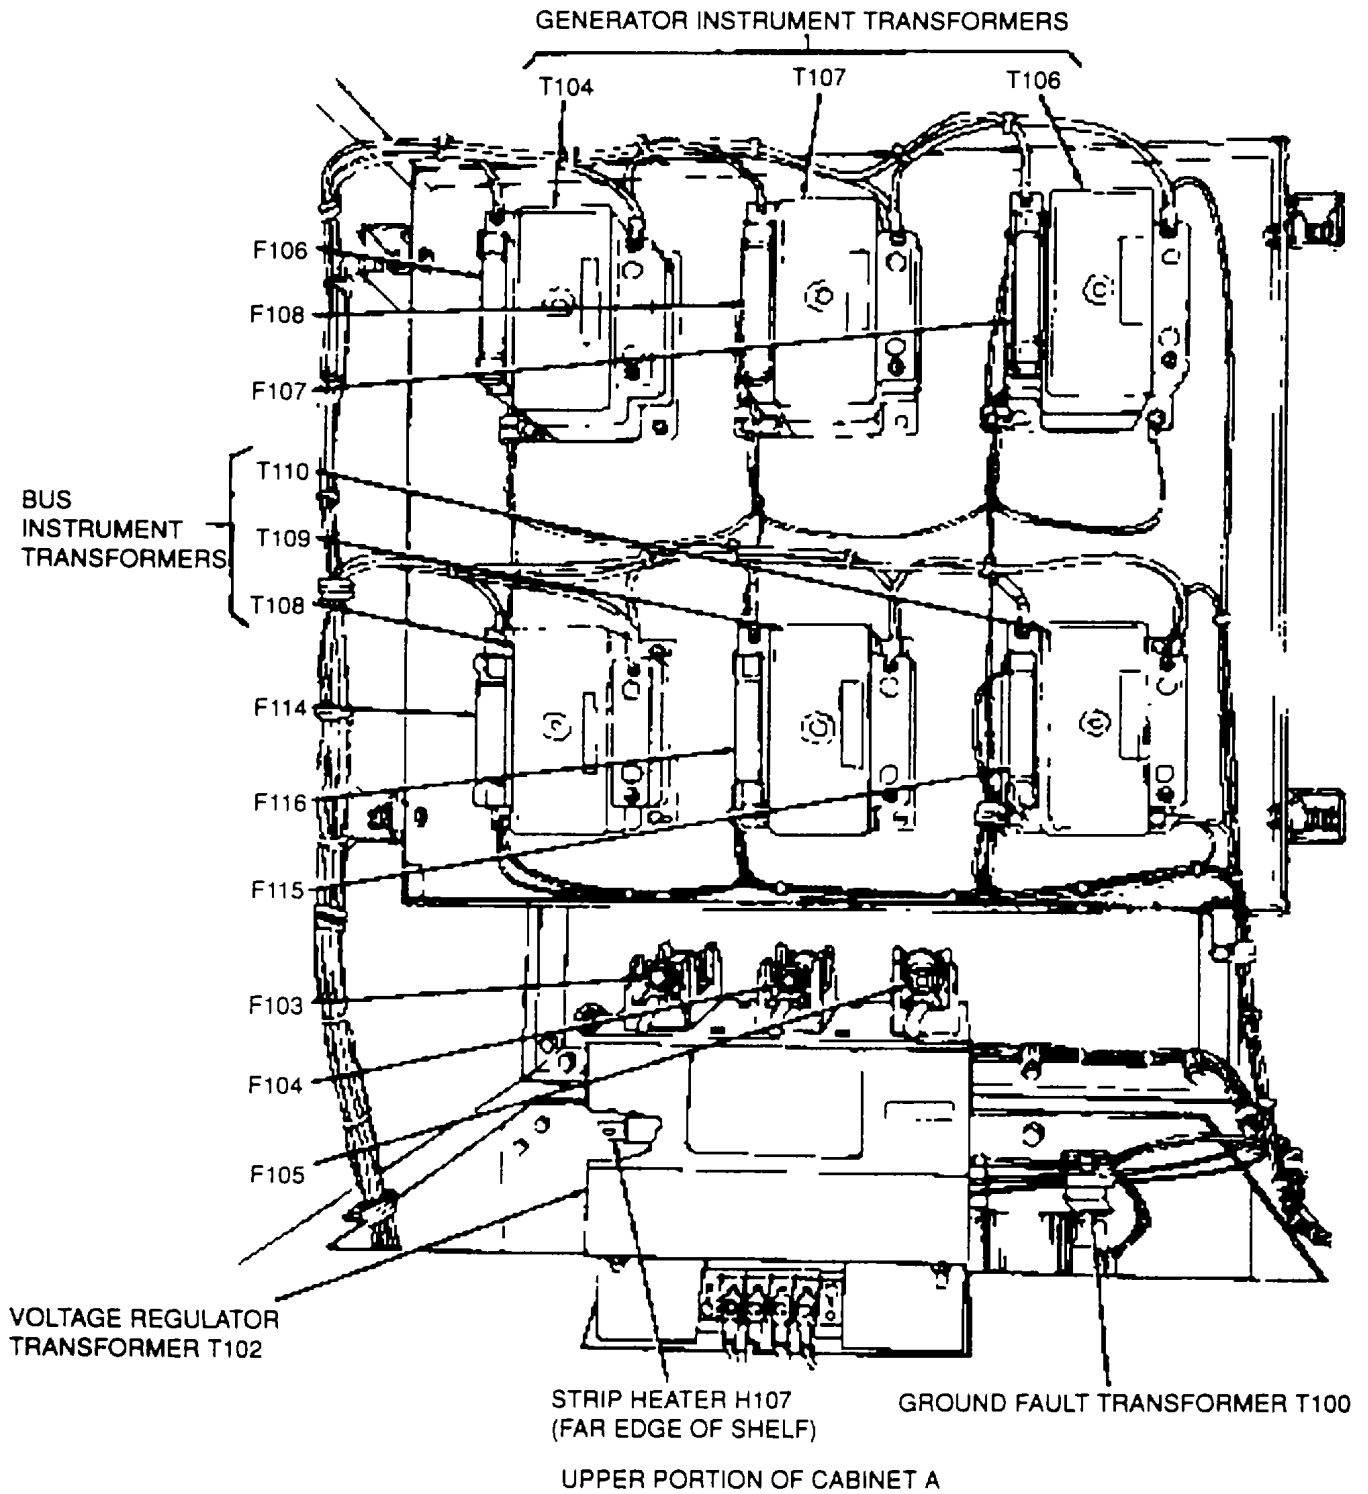 GENERATOR INSTRUMENT TRANSFORMERS
T104
T107
T106
F106
F108
F107
BUS
INSTRUMENT
TRANSFORMERS
T110
T109
T108
F114
F116
F115
F103
F104
F105
VOLTAGE REGULATOR
TRANSFORMER T102
STRIP HEATER H107
(FAR EDGE OF SHELF)
GROUND FAULT TRANSFORMER T100
UPPER PORTION OF CABINET A